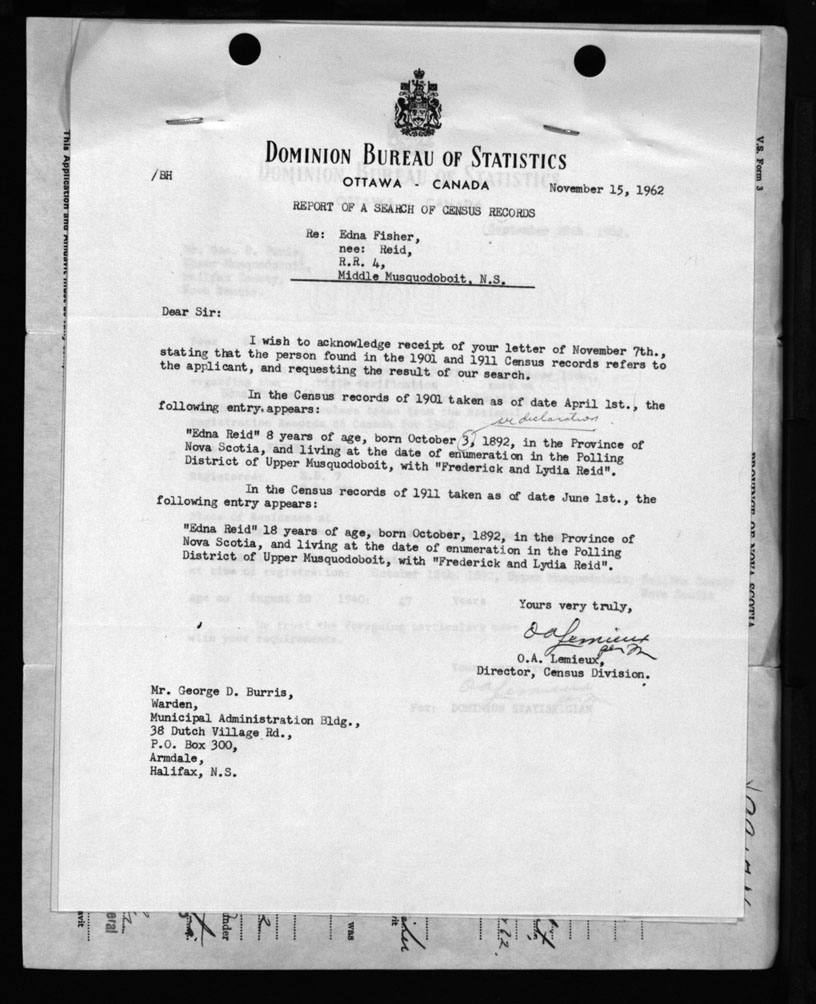 DOMINION BUREAU OF STATISTICS
/BH
OTTAWA - CANADA
November 15, 1962
REPORT OF A SEARCH OF CENSUS RECORDS
Re: Edna Fisher,
nee: Reid,
R.R. 4,
Middle Musquodoboit, N.S.
Dear Sir:
I wish to acknowledge receipt of your letter of November 7th.,
stating that the person found in the 1901 and 1911 Census records refers to
the applicant, and requesting the result of our search.
In the Census records of 1901 taken as of date April 1st., the
following entry appears:
declaration
"Edna Reid" 8 years of age, born October 3, 1892, in the Province of
Nova Scotia, and living at the date of enumeration in the Polling
District of Upper Musquodoboit, with "Frederick and Lydia Reid".
In the Census records of 1911 taken as of date June 1st., the
following entry appears:
"Edna Reid" 18 years of age, born October, 1892, in the Province of
Nova Scotia, and living at the date of enumeration in the Polling
District of Upper Musquodoboit, with "Frederick and Lydia Reid".
Yours very truly,
O A Lemieux
per
O.A. Lemieux,
Director, Census Division.
Mr. George D. Burris,
Warden,
Municipal Administration Bldg.,
38 Dutch Village Rd.,
P.O. Box 300,
Armdale,
Halifax, N.S.
V.S. Form 3
This Application and
was